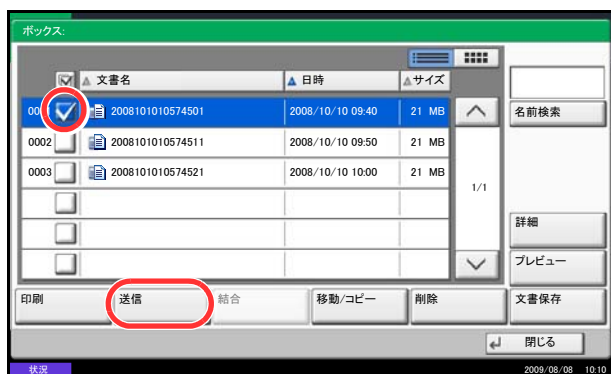 ボックス:
文書名 日時 サイズ
0001 2008101010574501 2008/10/10 09:40 21 MB
名前検索
0002 2008101010574511 2008/10/10 09:50 21 MB
0003 2008101010574521 2008/10/10 10:00 21 MB
1/1
詳細
プレビュー
印刷 送信 結合 移動/コピー 削除 文書保存
閉じる
状況 2009/08/08 10:10